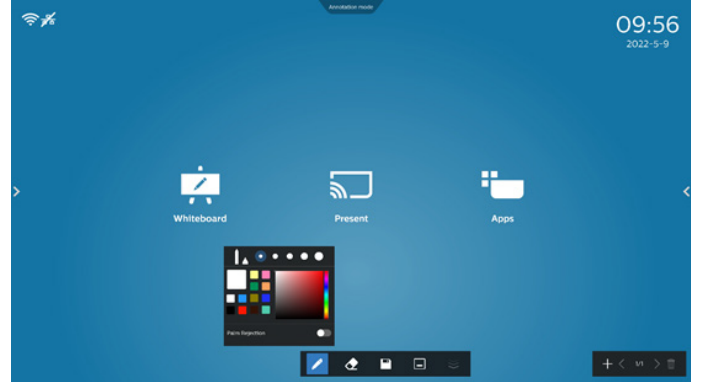 Annotation mode
09:56
2022-5-9
Whiteboard
Present
Apps
Palm Rejection
1/1